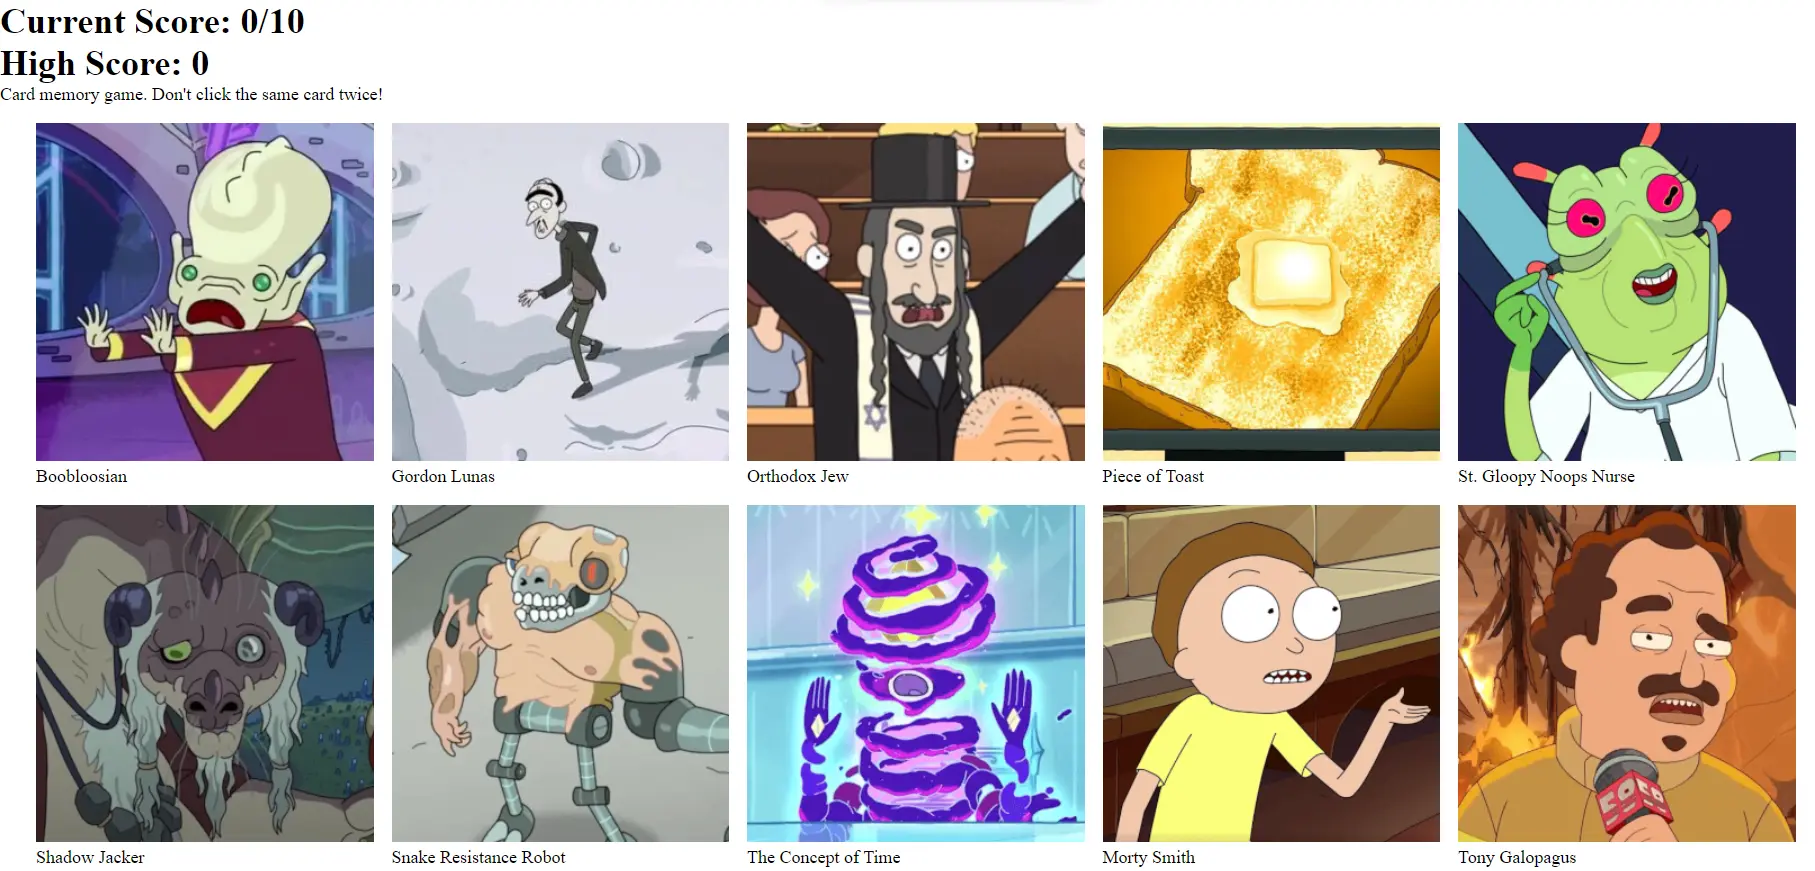 Current Score: 0/10
High Score: 0
Card memory game. Don't click the same card twice!
Boobloosian
Gordon Lunas
Orthodox Jew
Piece of Toast
St. Gloopy Noops Nurse
Shadow Jacker
Snake Resistance Robot
The Concept of Time
Morty Smith
Tony Galopagus